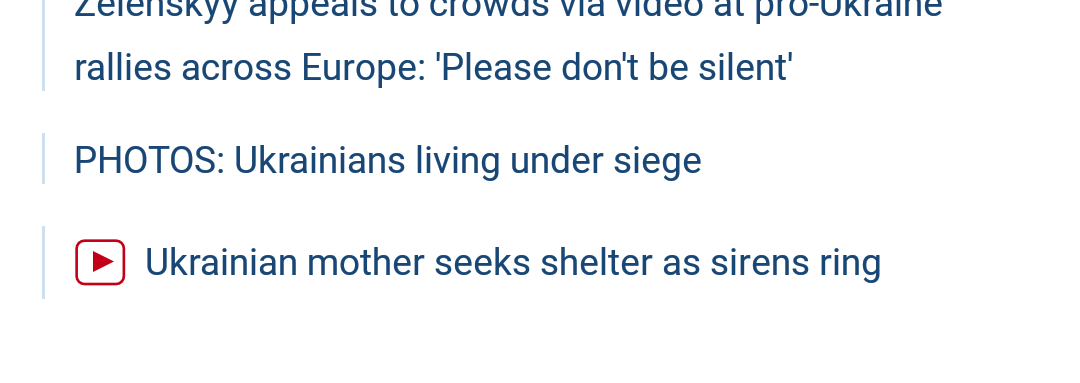 Zelenskyy appeals to crowds via video at pro-Ukraine
rallies across Europe: 'Please don't be silent'
PHOTOS: Ukrainians living under siege
Ukrainian mother seeks shelter as sirens ring